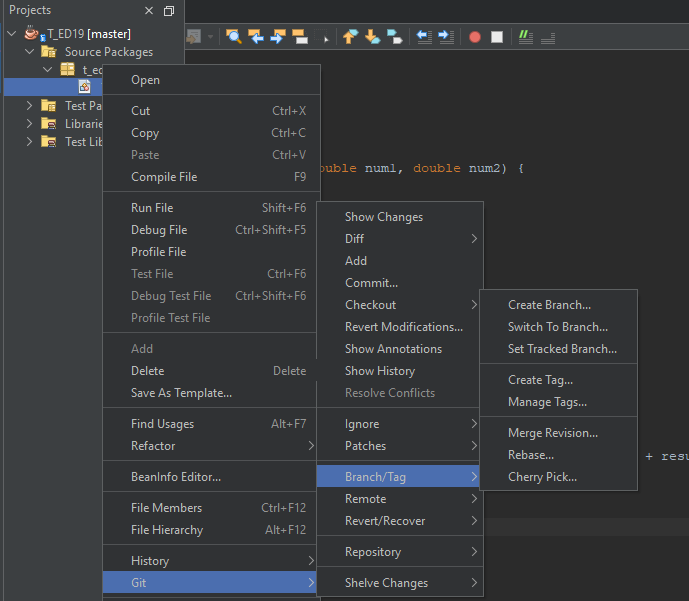 Projects
T_ED19 [master]
Source Packages
t_ed
Test Pa
Librarie
Test Lib
Open
Cut Ctrl+X
Copy Ctrl+C
Paste Ctrl+V
Compile File F9
Run File Shift+F6
Debug File Ctrl+Shift+F5
Profile File
Test File Ctrl+F6
Debug Test File Ctrl+Shift+F6
Profile Test File
Add
Delete Delete
Save As Template...
Find Usages Alt+F7
Refactor
BeanInfo Editor...
File Members Ctrl+F12
File Hierarchy Alt+F12
History
Git
Show Changes
Diff
Add
Commit...
Checkout
Revert Modifications...
Show Annotations
Show History
Resolve Conflicts
Ignore
Patches
Branch/Tag
Remote
Revert/Recover
Repository
Shelve Changes
Create Branch...
Switch To Branch...
Set Tracked Branch...
Create Tag...
Manage Tags...
Merge Revision...
Rebase...
Cherry Pick...
ouble num1, double num2) {
+ resu